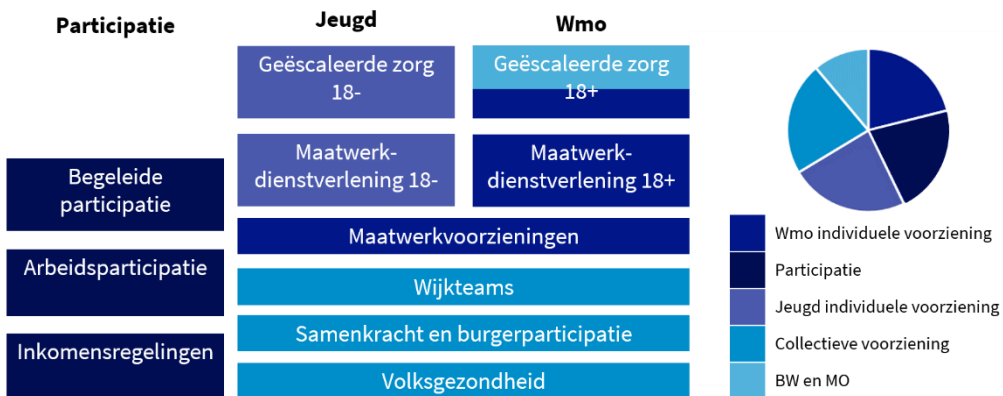 Participatie
Jeugd
Wmo
Geëscaleerde zorg
18-
Geëscaleerde zorg
18+
Maatwerk-
dienstverlening 18-
Maatwerk-
dienstverlening 18+
Begeleide
participatie
Maatwerkvoorzieningen
Arbeidsparticipatie
Wijkteams
Samenkracht en burgerparticipatie
Inkomensregelingen
Volksgezondheid
Wmo individuele voorziening
Participatie
Jeugd individuele voorziening
Collectieve voorziening
BW en MO